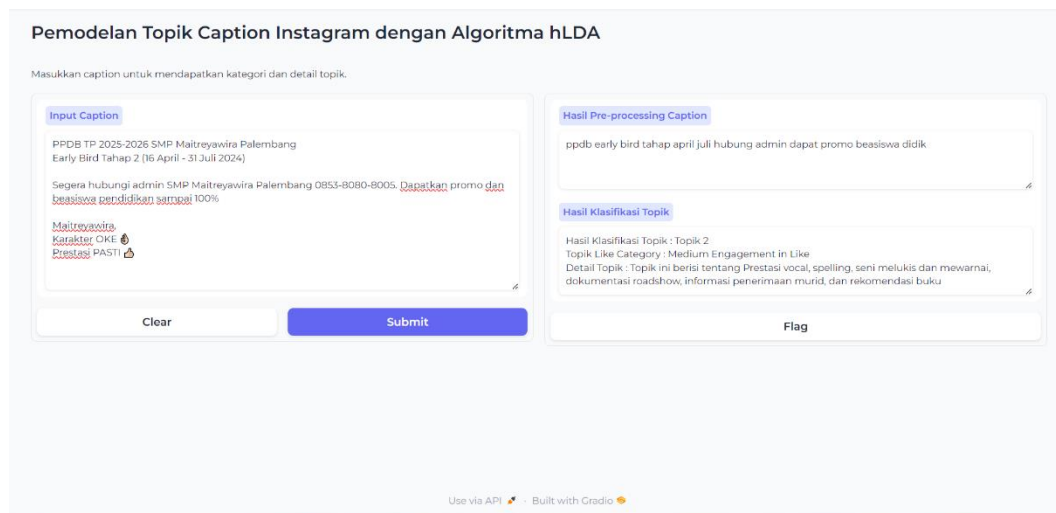 Pemodelan Topik Caption Instagram dengan Algoritma hLDA
Masukkan caption untuk mendapatkan kategori dan detail topik.
Input Caption
PPDB TP 2025-2026 SMP Maitreyawira Palembang
Early Bird Tahap 2 (16 April - 31 Juli 2024)
Segera hubungi admin SMP Maitreyawira Palembang 0853-8080-8005. Dapatkan promo dan
beasiswa pendidikan sampai 100%
Maitreyawira,
Karakter OKE 👌
Prestasi PASTI 👍
Clear
Submit
Hasil Pre-processing Caption
ppdb early bird tahap april juli hubung admin dapat promo beasiswa didik
Hasil Klasifikasi Topik
Hasil Klasifikasi Topik : Topik 2
Topik Like Category : Medium Engagement in Like
Detail Topik : Topik ini berisi tentang Prestasi vocal, spelling, seni melukis dan mewarnai,
dokumentasi roadshow, informasi penerimaan murid, dan rekomendasi buku
Flag
Use via API 🚀 · Built with Gradio